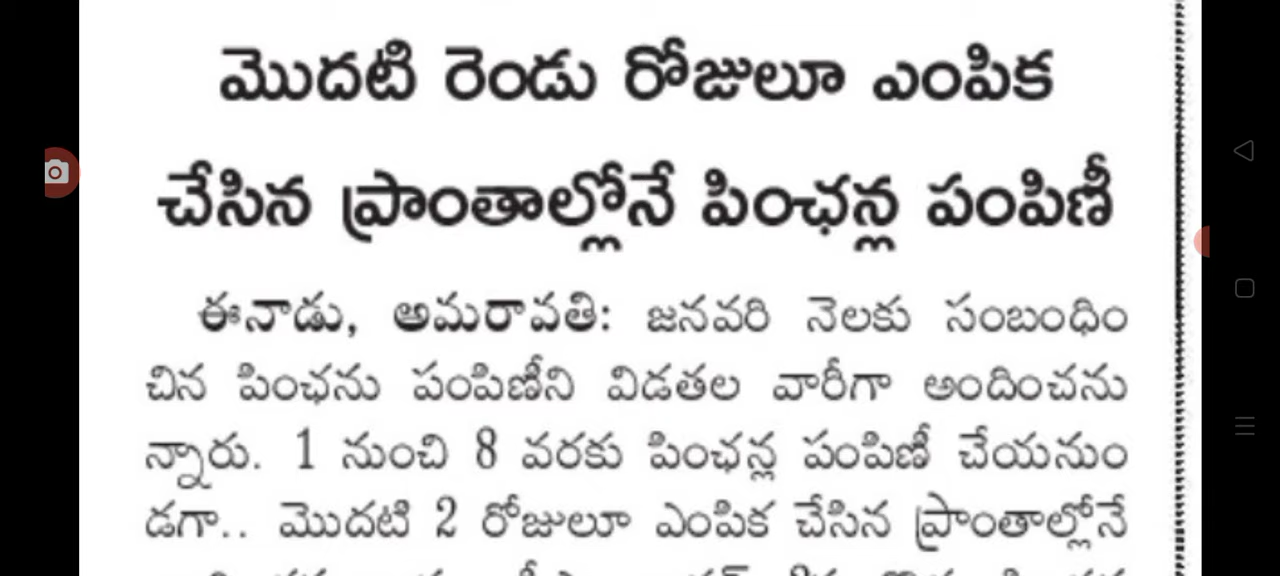 మొదటి రెండు రోజులూ ఎంపిక
చేసిన ప్రాంతాల్లోనే పింఛన్ల పంపిణీ
ఈనాడు, అమరావతి: జనవరి నెలకు సంబంధిం
చిన పింఛను పంపిణీని విడతల వారీగా అందించను
న్నారు. 1 నుంచి 8 వరకు పింఛన్ల పంపిణీ చేయనుం
డగా.. మొదటి 2 రోజులూ ఎంపిక చేసిన ప్రాంతాల్లోనే